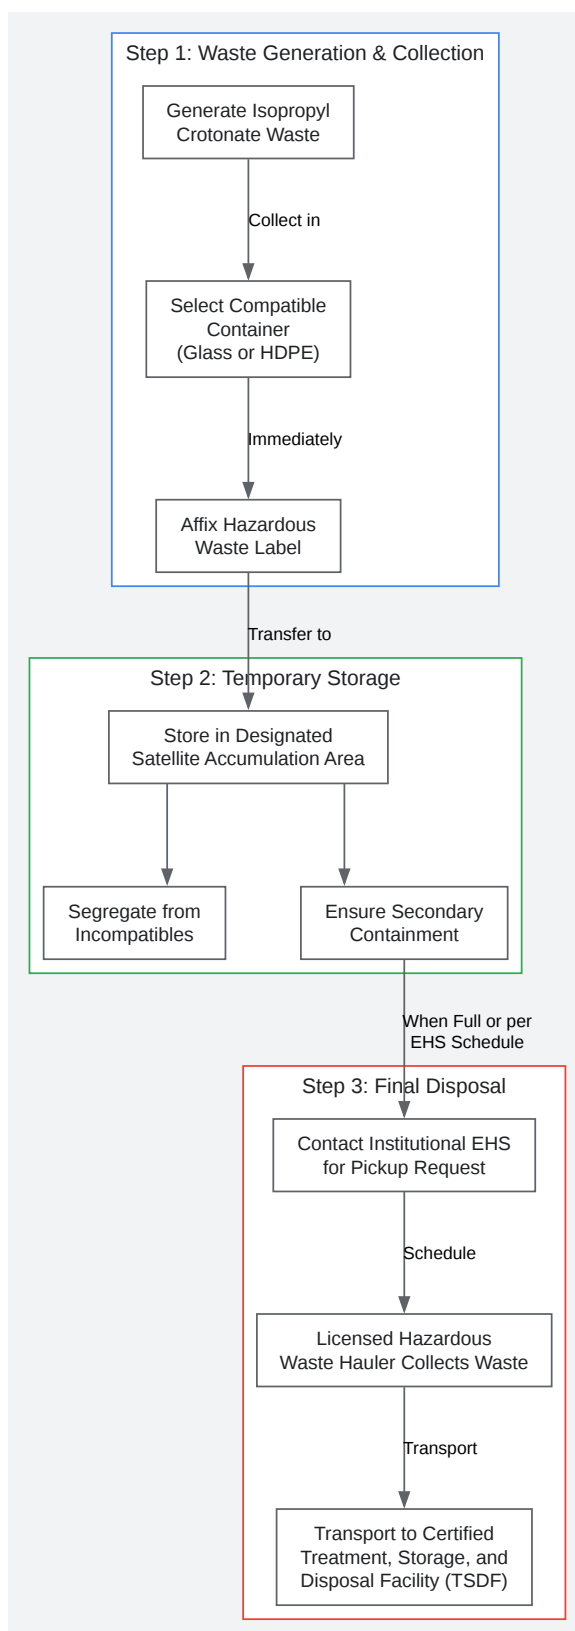 Step 1: Waste Generation & Collection
Generate Isopropyl
Crotonate Waste
Collect in
Select Compatible
Container
(Glass or HDPE)
Immediately
Affix Hazardous
Waste Label
Transfer to
Step 2: Temporary Storage
Store in Designated
Satellite Accumulation Area
Segregate from
Incompatibles
Ensure Secondary
Containment
When Full or per
EHS Schedule
Step 3: Final Disposal
Contact Institutional EHS
for Pickup Request
Schedule
Licensed Hazardous
Waste Hauler Collects Waste
Transport
Transport to Certified
Treatment, Storage, and
Disposal Facility (TSDF)